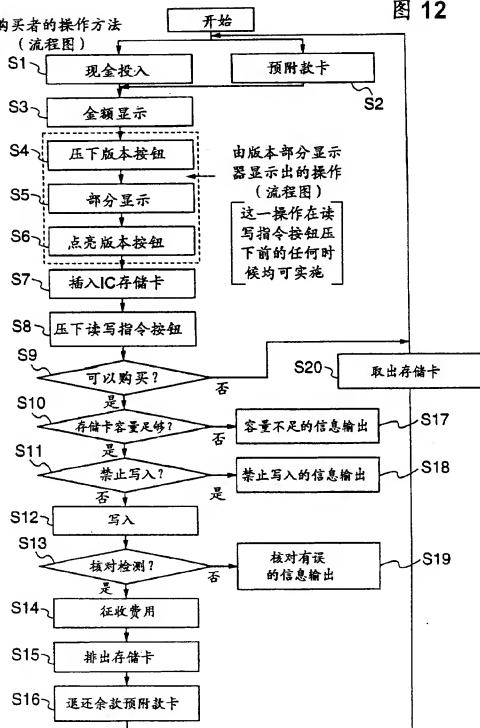 图 12
购买者的操作方法
(流程图)
开始
S1
现金投入
预附款卡
S2
S3
金额显示
S4
压下版本按钮
S5
部分显示
S6
点亮版本按钮
由版本部分显示
器显示出的操作
(流程图)
这一操作在读
写指令按钮压
下前的任何时
候均可实施
S7
插入IC存储卡
S8
压下读写指令按钮
S9
可以购买?
否
是
S20
取出存储卡
S10
存储卡容量足够?
否
是
容量不足的信息输出
S17
S11
禁止写入?
是
否
禁止写入的信息输出
S18
S12
写入
S13
核对检测?
否
是
核对有误
的信息输出
S19
S14
征收费用
S15
排出存储卡
S16
退还余款预附款卡